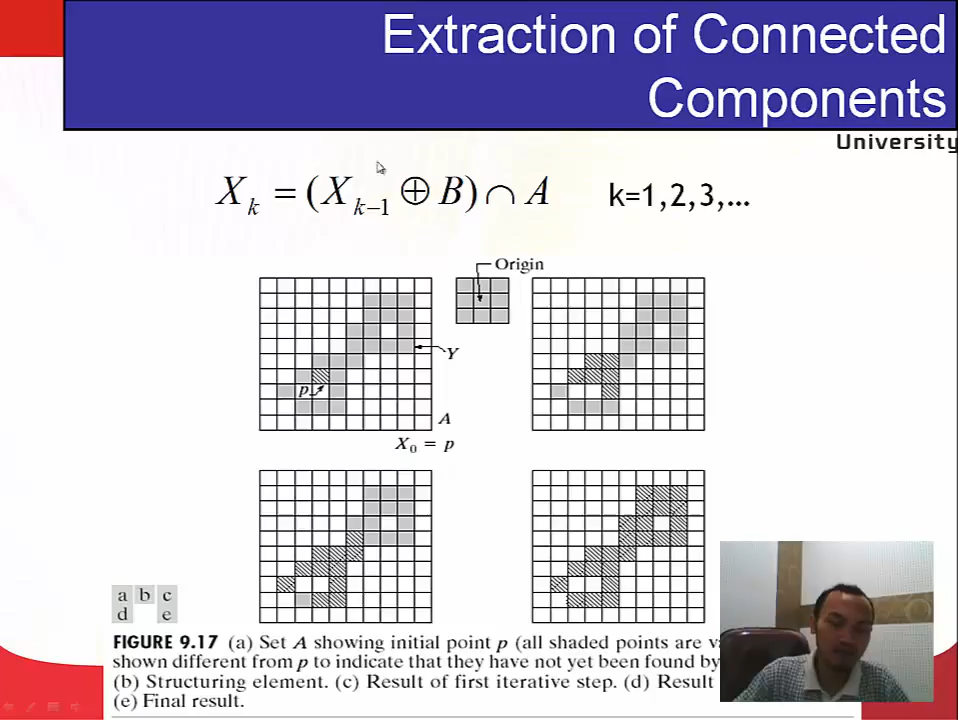 Extraction of Connected
Components
University
X_k = (X_{k-1} ⊕ B) ∩ A k=1,2,3,...
Origin
Y
p
A
X_0 = p
a b c
d e
FIGURE 9.17 (a) Set A showing initial point p (all shaded points are
shown different from p to indicate that they have not yet been found by
(b) Structuring element. (c) Result of first iterative step. (d) Result
(e) Final result.